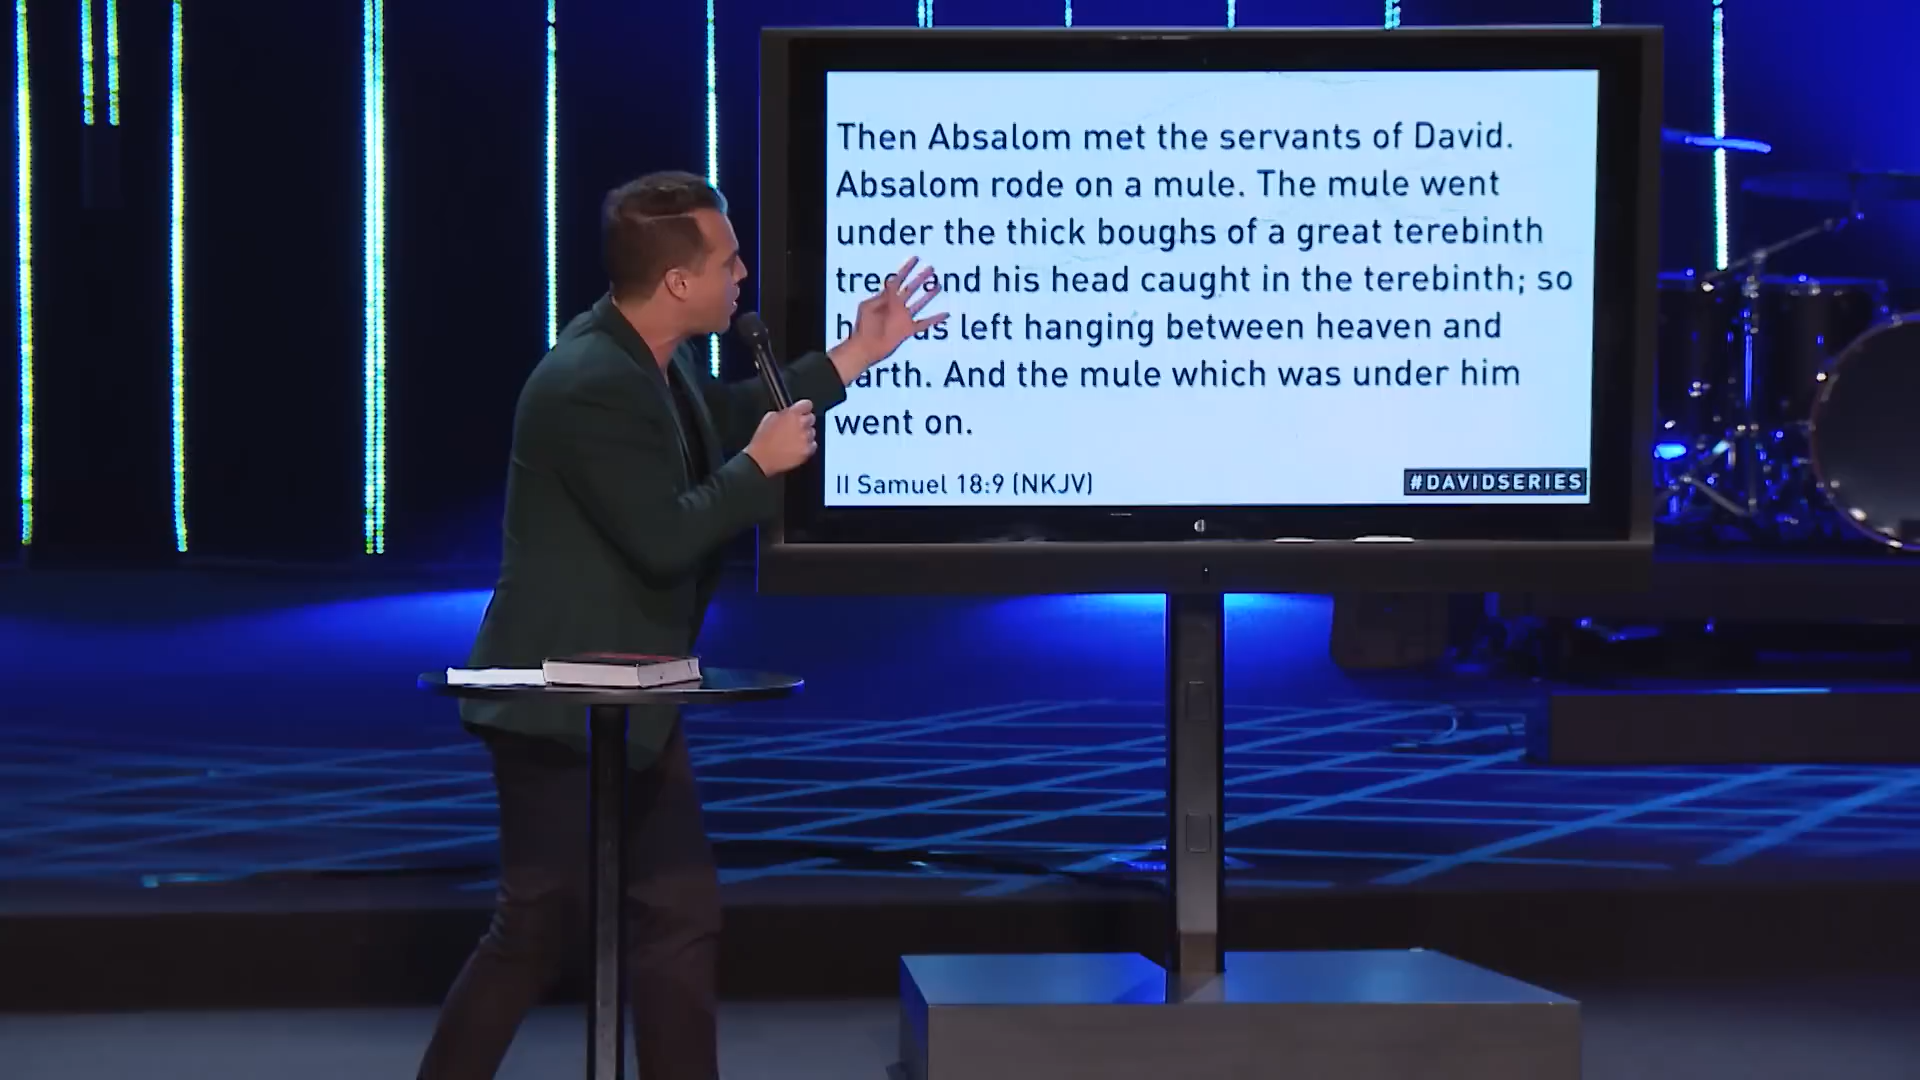 Then Absalom met the servants of David.
Absalom rode on a mule. The mule went
under the thick boughs of a great terebinth
and his head caught in the terebinth; so
left hanging between heaven and
And the mule which was under him
went on.
II Samuel 18:9 (NKJV)
#DAVIDSERIES